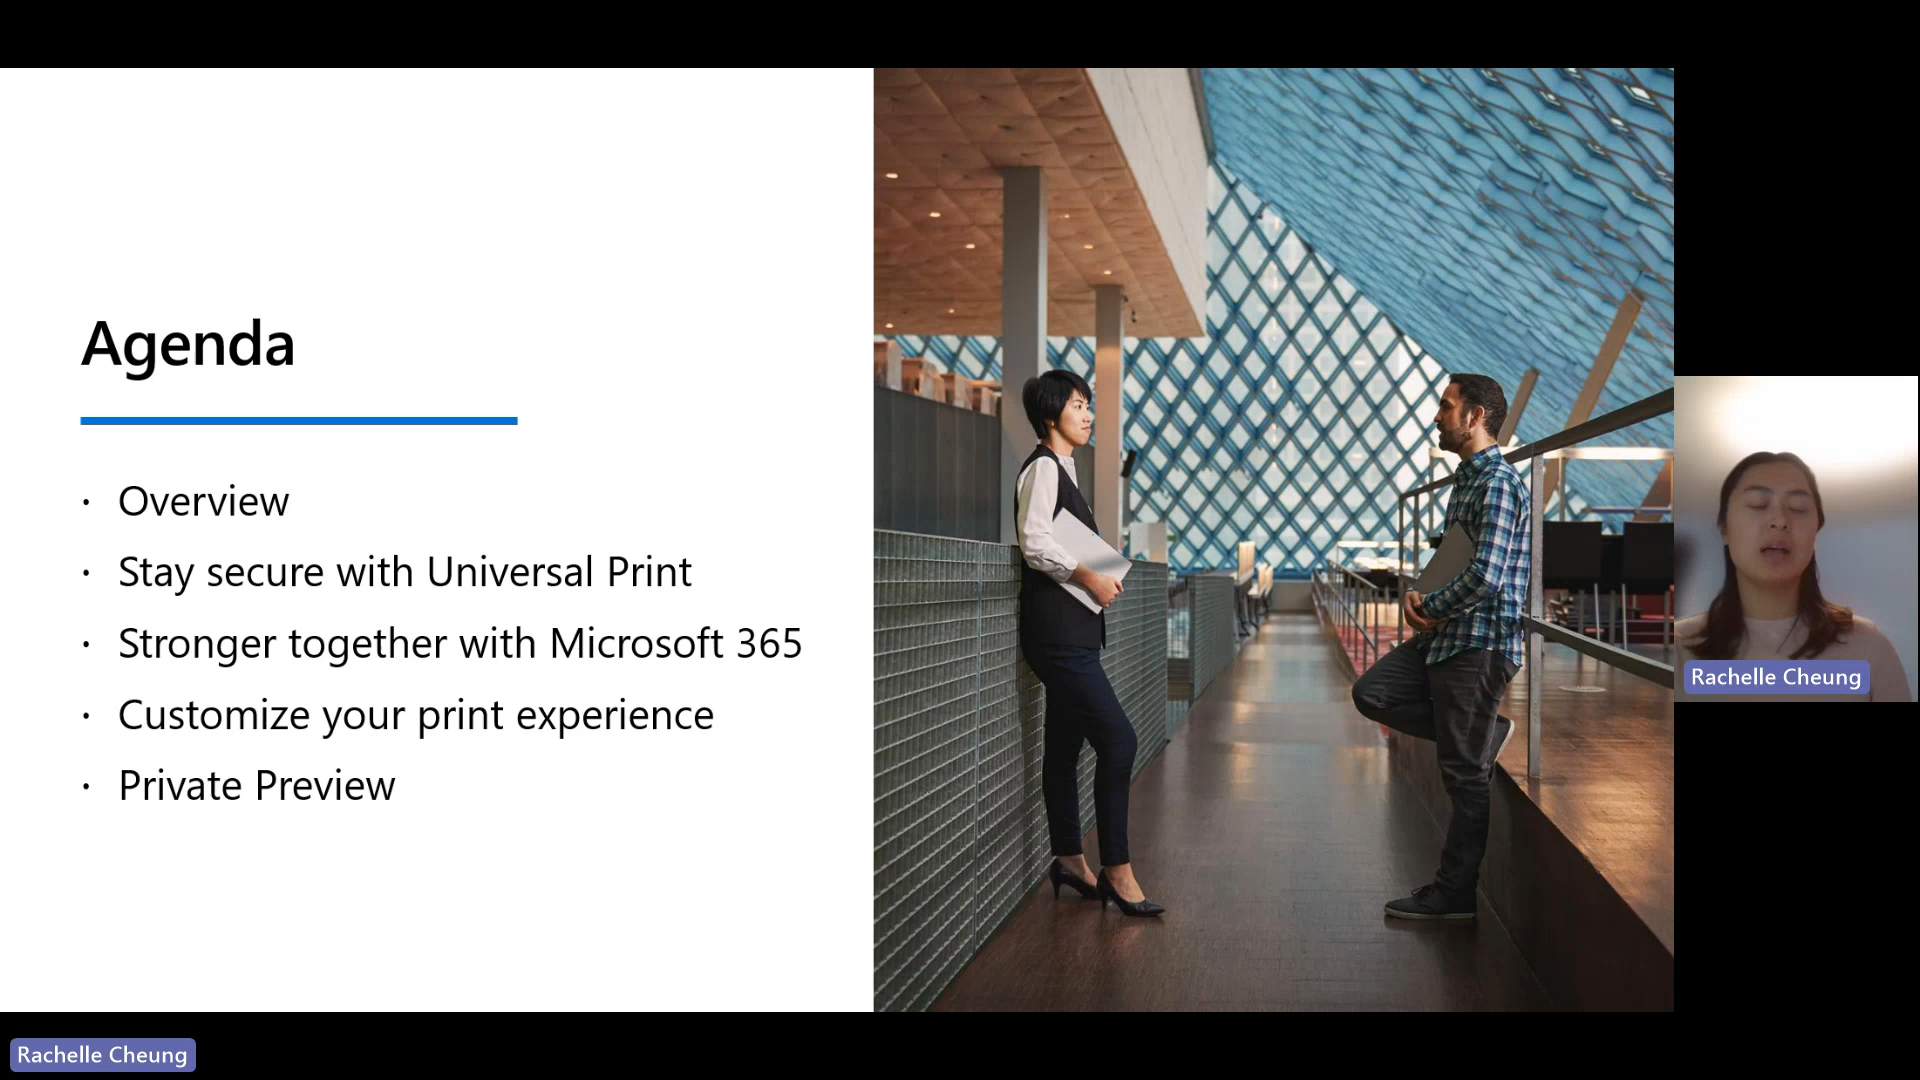 Agenda
· Overview
· Stay secure with Universal Print
· Stronger together with Microsoft 365
· Customize your print experience
· Private Preview
Rachelle Cheung
Rachelle Cheung